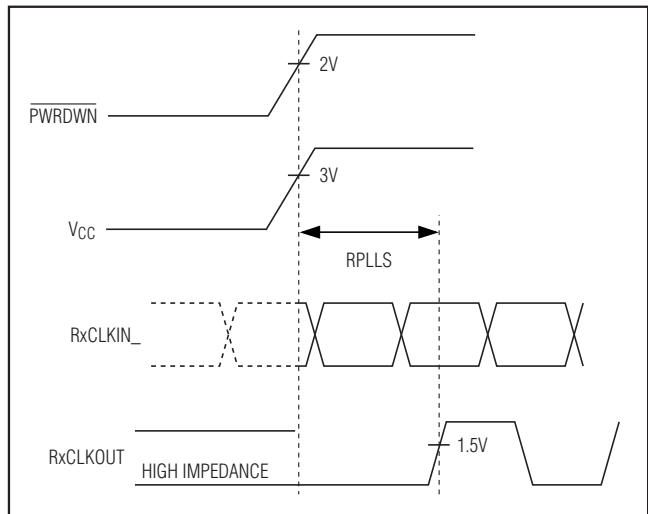 2V
PWRDWN
3V
VCC
RPLLS
RxCLKIN_
RxCLKOUT
1.5V
HIGH IMPEDANCE